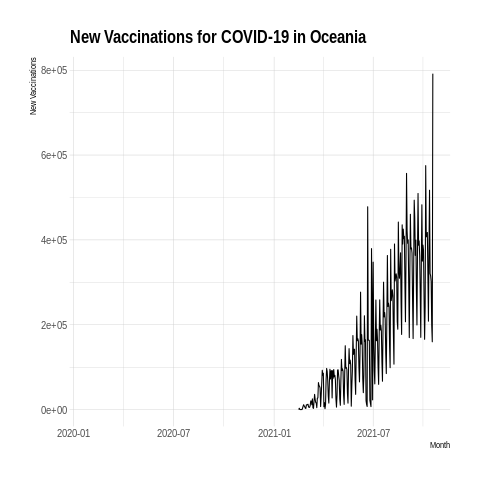 New Vaccinations for COVID-19 in Oceania
New Vaccinations
8e+05
6e+05
4e+05
2e+05
0e+00
2020-01 2020-07 2021-01 2021-07
Month